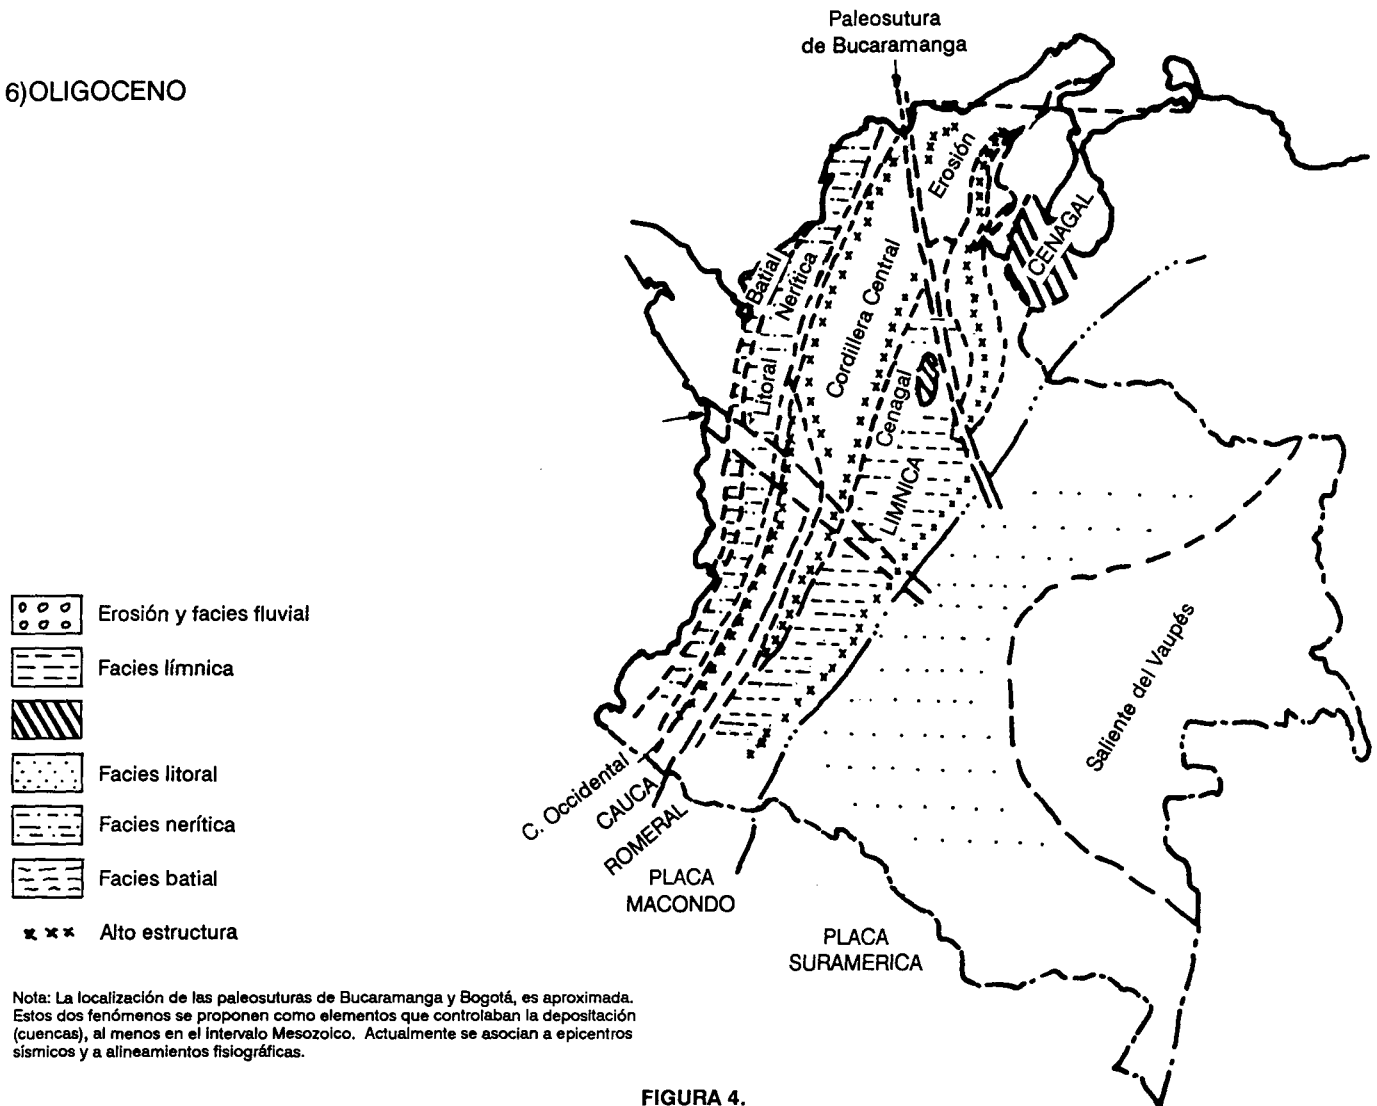 Paleosutura
de Bucaramanga
6)OLIGOCENO
Erosión
CENAGAL
Batial
Nerítica
Litoral
Cordillera Central
Cenagal
LIMNICA
Saliente del Vaupés
C. Occidental
CAUCA
ROMERAL
PLACA
MACONDO
PLACA
SURAMERICA
Erosión y facies fluvial
Facies límnica
Facies litoral
Facies nerítica
Facies batial
x x x Alto estructura
Nota: La localización de las paleosuturas de Bucaramanga y Bogotá, es aproximada.
Estos dos fenómenos se proponen como elementos que controlaban la depositación
(cuencas), al menos en el intervalo Mesozoico. Actualmente se asocian a epicentros
sísmicos y a alineamientos fisiográficas.
FIGURA 4.